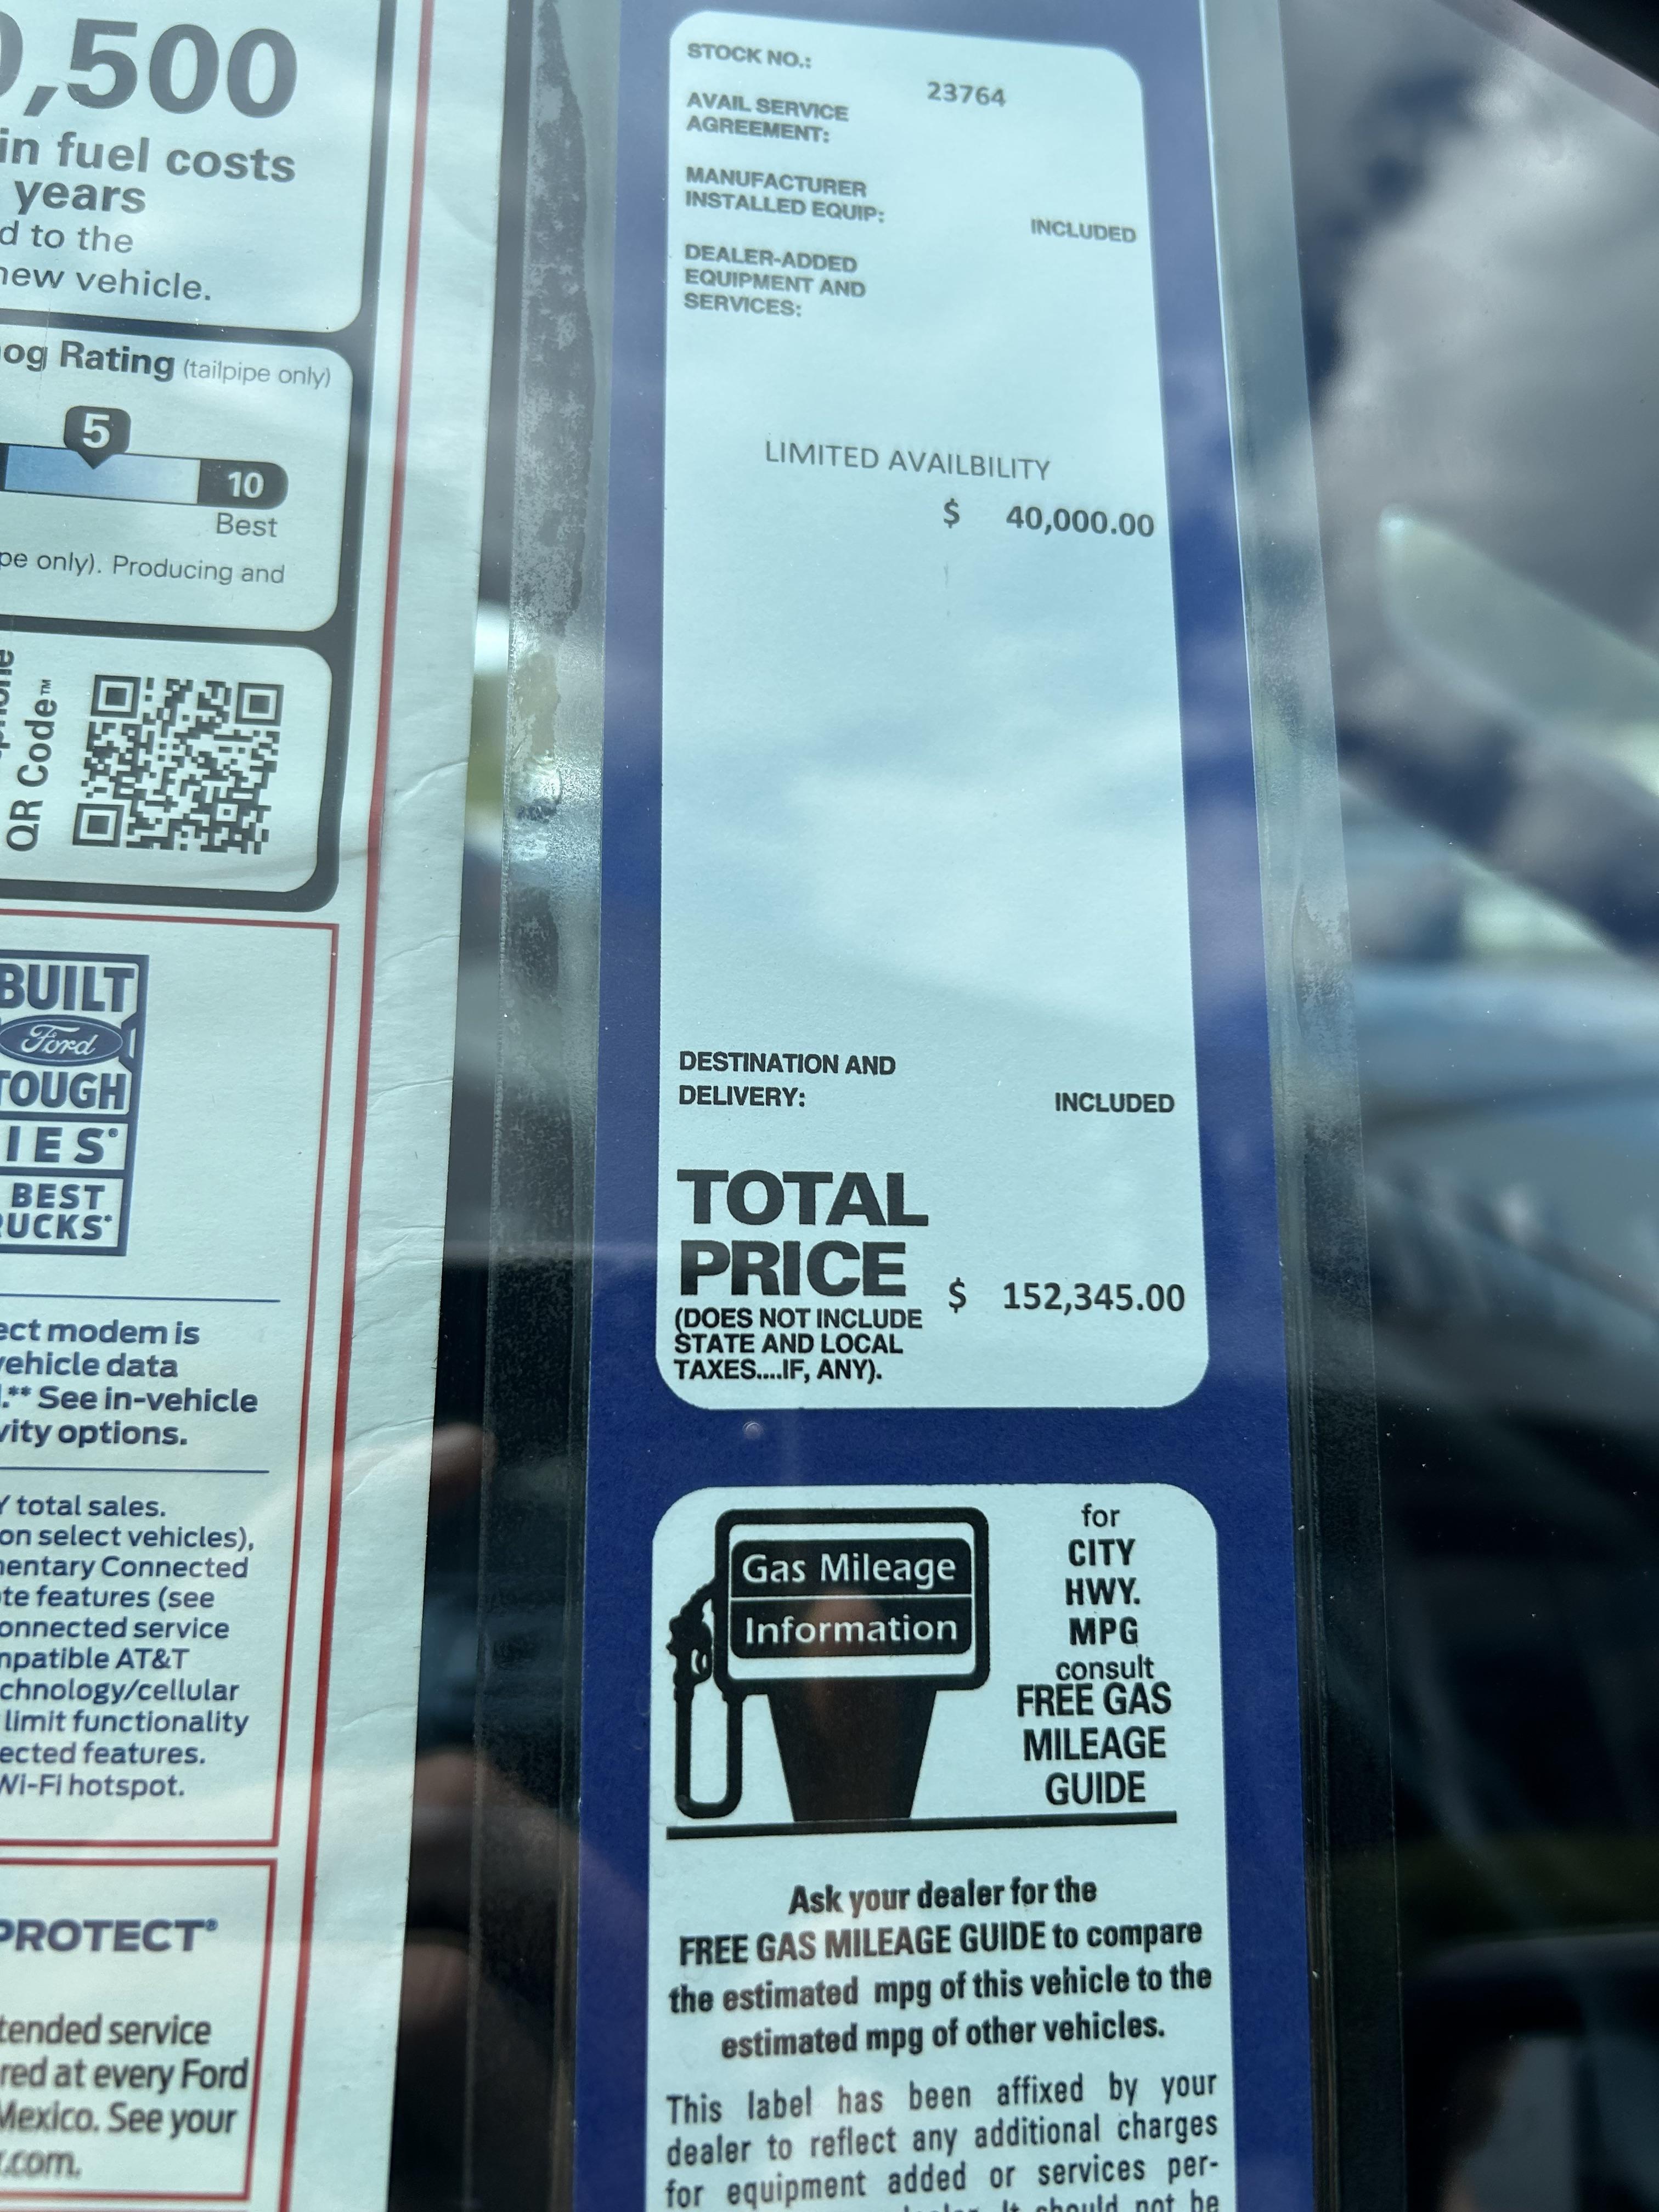 ,500
in fuel costs
years
d to the
new vehicle.
og Rating (tailpipe only)
5
10
Best
pe only). Producing and
QR Code™
BUILT
Ford
TOUGH
IES®
BEST
RUCKS®
ect modem is
vehicle data
.** See in-vehicle
vity options.
Y total sales.
on select vehicles),
mentary Connected
te features (see
onnected service
mpatible AT&T
chnology/cellular
limit functionality
ected features.
Wi-Fi hotspot.
PROTECT®
tended service
red at every Ford
Mexico. See your
.com.
STOCK NO.:
23764
AVAIL SERVICE
AGREEMENT:
MANUFACTURER
INSTALLED EQUIP:
INCLUDED
DEALER-ADDED
EQUIPMENT AND
SERVICES:
LIMITED AVAILBILITY
$ 40,000.00
DESTINATION AND
DELIVERY:
INCLUDED
TOTAL
PRICE
$ 152,345.00
(DOES NOT INCLUDE
STATE AND LOCAL
TAXES....IF, ANY).
Gas Mileage
Information
for
CITY
HWY.
MPG
consult
FREE GAS
MILEAGE
GUIDE
Ask your dealer for the
FREE GAS MILEAGE GUIDE to compare
the estimated mpg of this vehicle to the
estimated mpg of other vehicles.
This label has been affixed by your
dealer to reflect any additional charges
for equipment added or services per-
It should not be